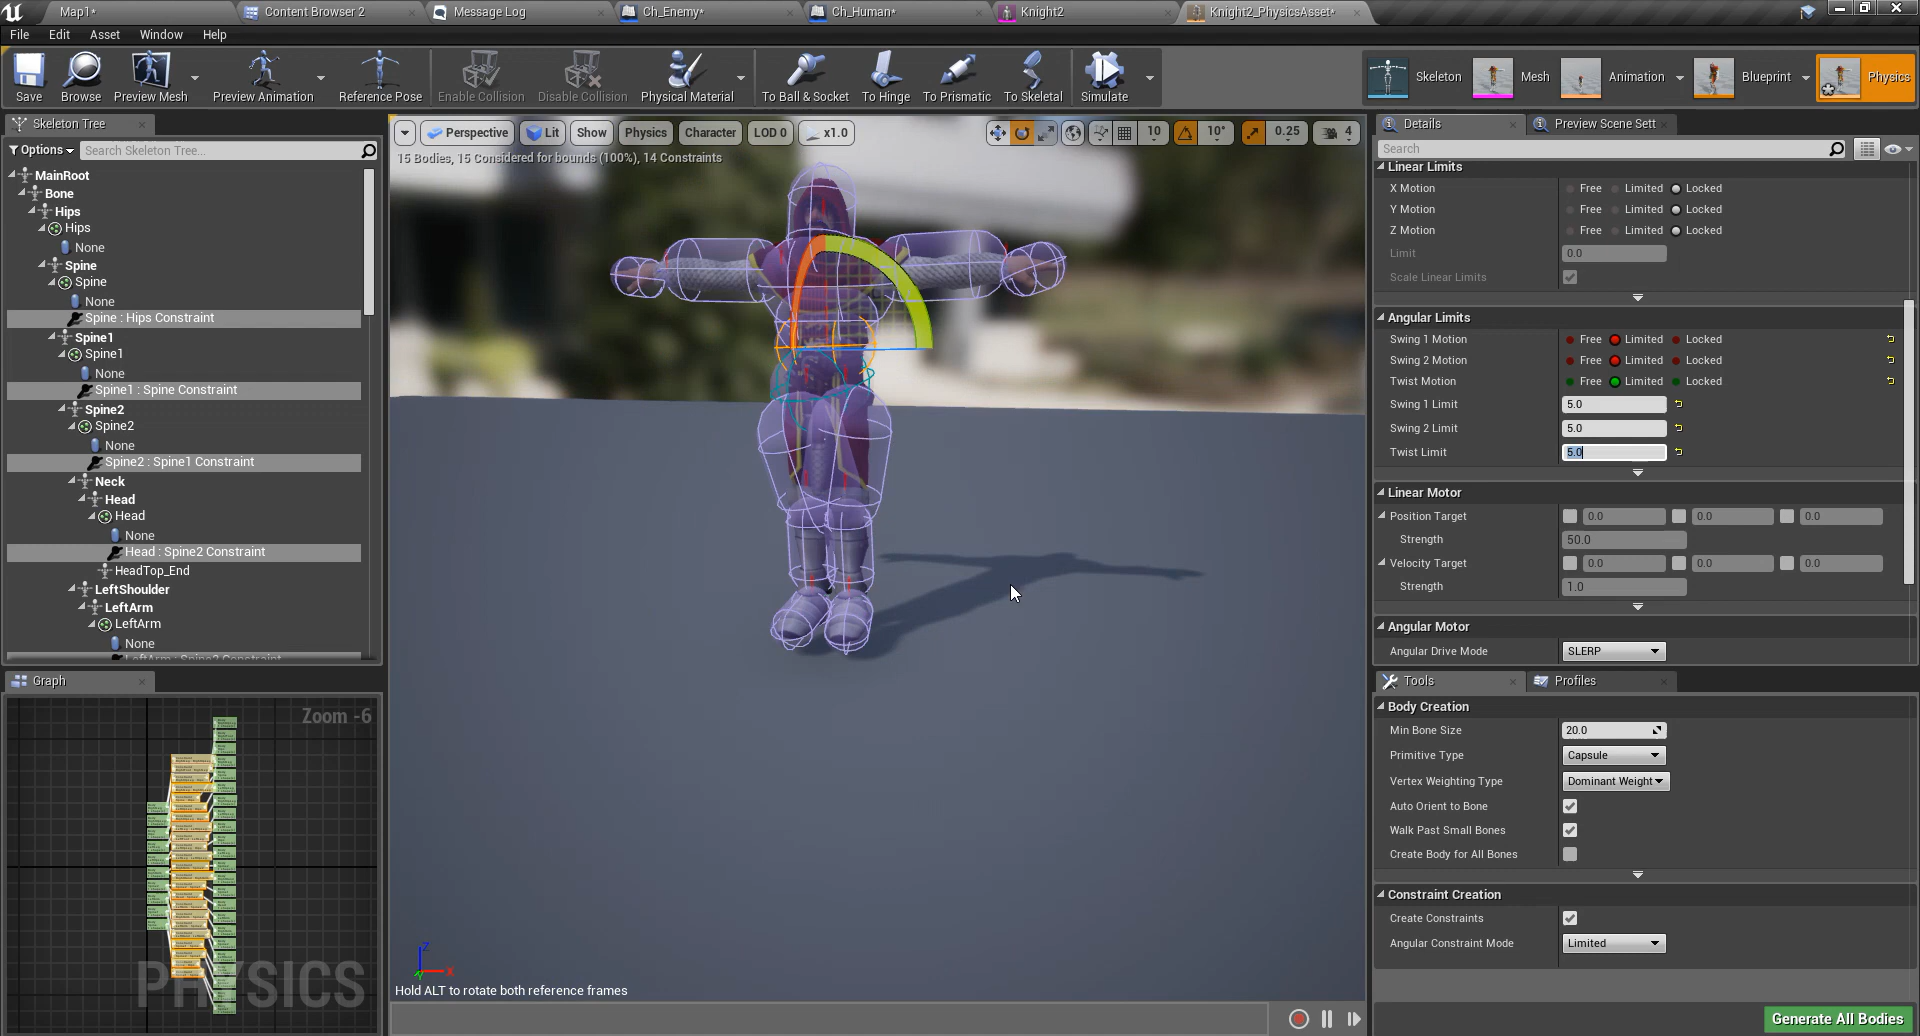 Map1*
Content Browser 2
Message Log
Ch_Enemy*
Ch_Human*
Knight2
Knight2_PhysicsAsset*
File Edit Asset Window Help
Save
Browse
Preview Mesh
Preview Animation
Reference Pose
Enable Collision
Disable Collision
Physical Material
To Ball & Socket
To Hinge
To Prismatic
To Skeletal
Simulate
Skeleton
Mesh
Animation
Blueprint
Physics
Skeleton Tree
Options
Search Skeleton Tree...
MainRoot
Bone
Hips
Hips
None
Spine
Spine
None
Spine : Hips Constraint
Spine1
Spine1
None
Spine1 : Spine Constraint
Spine2
Spine2
None
Spine2 : Spine1 Constraint
Neck
Head
Head
None
Head : Spine2 Constraint
HeadTop_End
LeftShoulder
LeftArm
LeftArm
None
LeftArm : Spine2 Constraint
Graph
Zoom -6
PHYSICS
Perspective
Lit
Show
Physics
Character
LOD 0
x1.0
10
10°
0.25
4
15 Bodies, 15 Considered for bounds (100%), 14 Constraints
Z
X
Y
Hold ALT to rotate both reference frames
Details
Preview Scene Sett
Search
Linear Limits
X Motion Free Limited Locked
Y Motion Free Limited Locked
Z Motion Free Limited Locked
Limit 0.0
Scale Linear Limits
Angular Limits
Swing 1 Motion Free Limited Locked
Swing 2 Motion Free Limited Locked
Twist Motion Free Limited Locked
Swing 1 Limit 5.0
Swing 2 Limit 5.0
Twist Limit 5.0
Linear Motor
Position Target 0.0 0.0 0.0
Strength 50.0
Velocity Target 0.0 0.0 0.0
Strength 1.0
Angular Motor
Angular Drive Mode SLERP
Tools
Profiles
Body Creation
Min Bone Size 20.0
Primitive Type Capsule
Vertex Weighting Type Dominant Weight
Auto Orient to Bone
Walk Past Small Bones
Create Body for All Bones
Constraint Creation
Create Constraints
Angular Constraint Mode Limited
Generate All Bodies